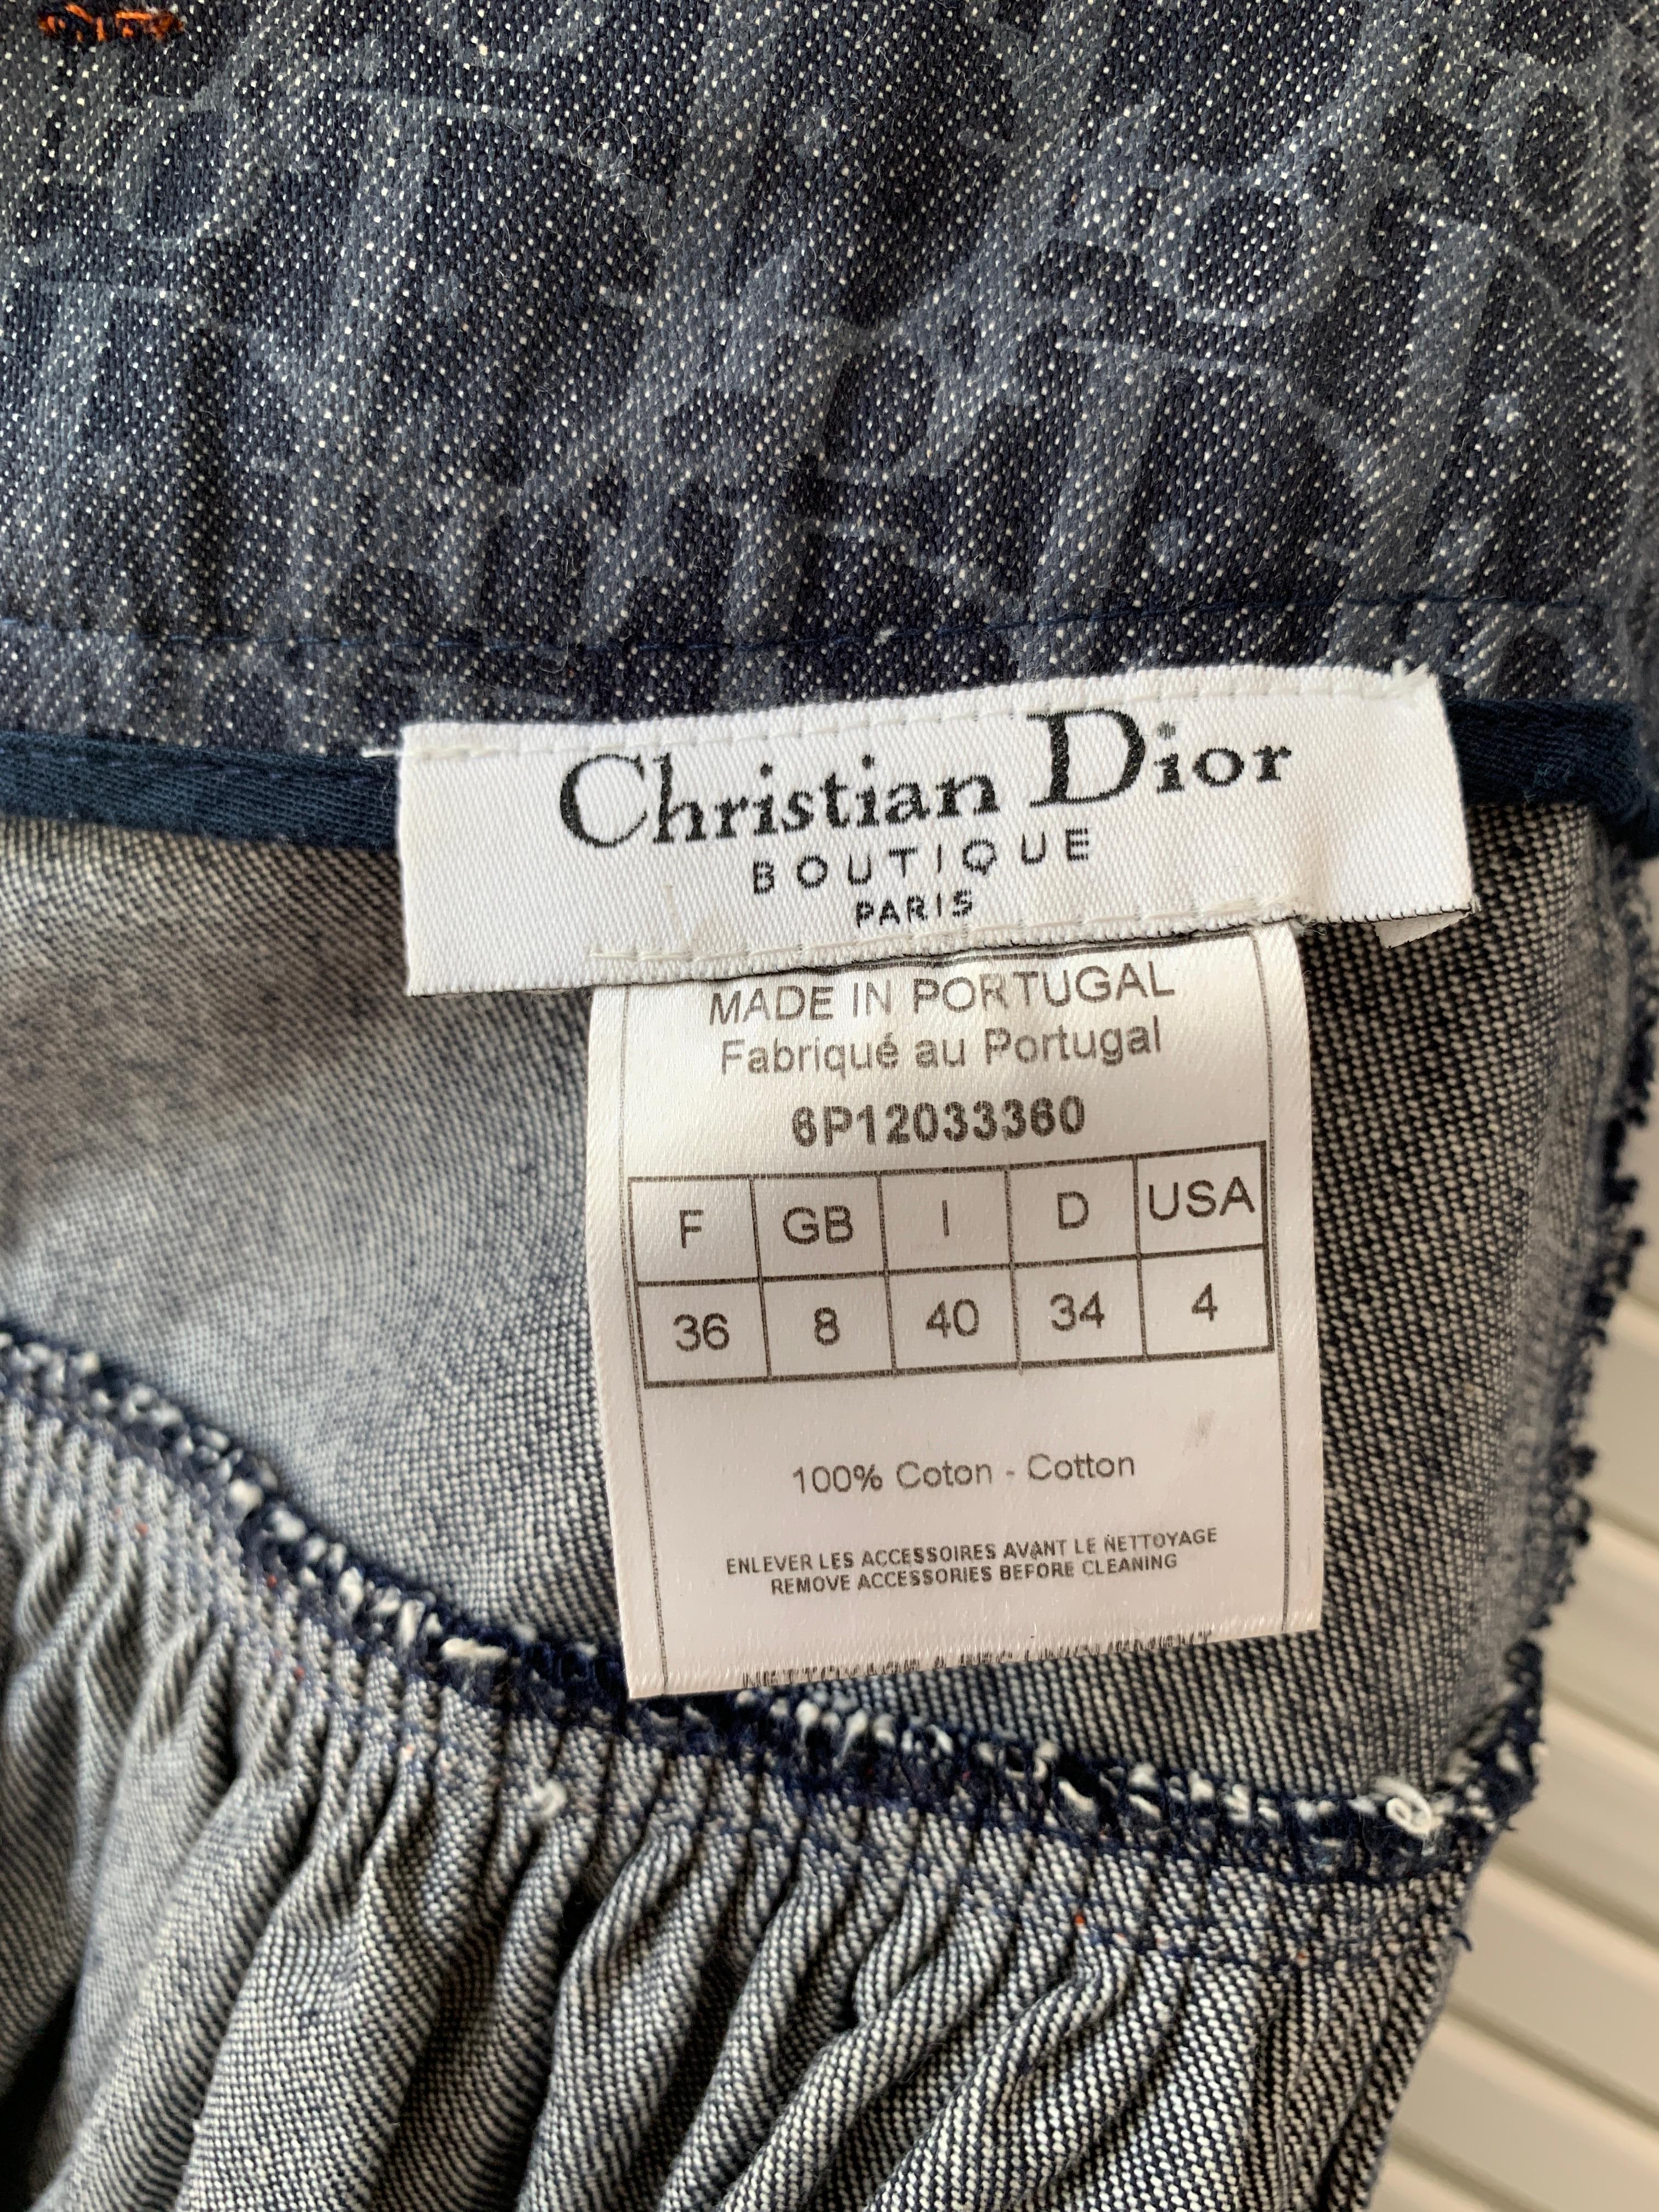 Christian Dior
BOUTIQUE
PARIS
MADE IN PORTUGAL
Fabriqué au Portugal
6P12033360
F GB I D USA
36 8 40 34 4
100% Coton - Cotton
ENLEVER LES ACCESSOIRES AVANT LE NETTOYAGE
REMOVE ACCESSORIES BEFORE CLEANING